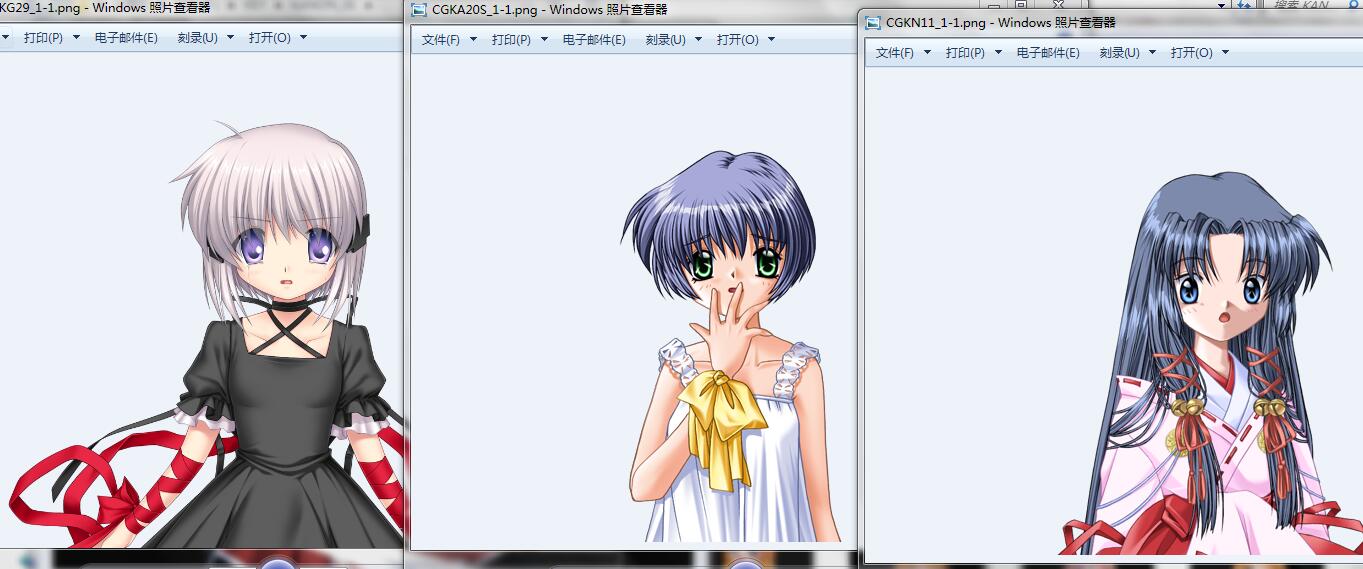 KG29_1-1.png - Windows 照片查看器
打印(P) 电子邮件(E) 刻录(U) 打开(O)
CGKA20S_1-1.png - Windows 照片查看器
文件(F) 打印(P) 电子邮件(E) 刻录(U) 打开(O)
搜索 KAN
CGKN11_1-1.png - Windows 照片查看器
文件(F) 打印(P) 电子邮件(E) 刻录(U) 打开(O)